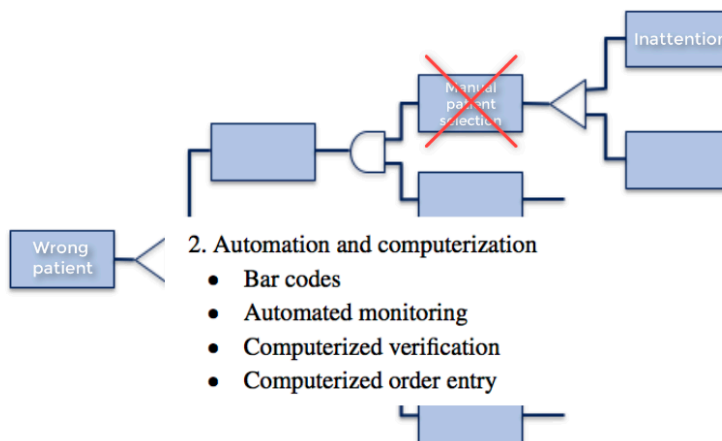 Inattention
Manual
patient
selection
Wrong
patient
2. Automation and computerization
● Bar codes
● Automated monitoring
● Computerized verification
● Computerized order entry